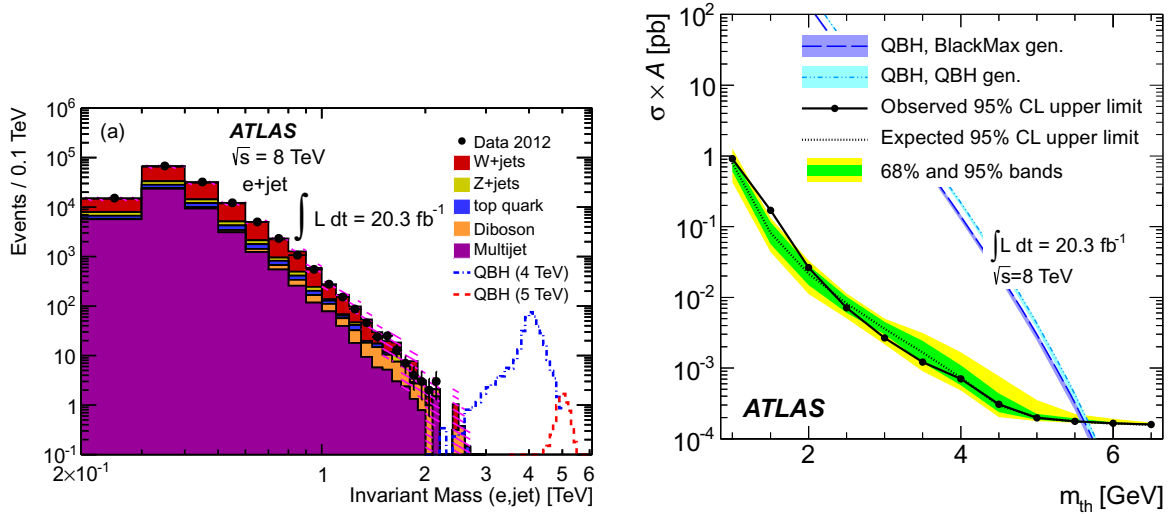 Events / 0.1 TeV
10⁶
10⁵
10⁴
10³
10²
10
1
10⁻¹
(a)
ATLAS
√s = 8 TeV
e+jet
∫ L dt = 20.3 fb⁻¹
Data 2012
W+jets
Z+jets
top quark
Diboson
Multijet
QBH (4 TeV)
QBH (5 TeV)
2×10⁻¹ 1 2 3 4 5 6
Invariant Mass (e,jet) [TeV]
σ × A [pb]
10²
10
1
10⁻¹
10⁻²
10⁻³
10⁻⁴
QBH, BlackMax gen.
QBH, QBH gen.
Observed 95% CL upper limit
Expected 95% CL upper limit
68% and 95% bands
∫L dt = 20.3 fb⁻¹
√s=8 TeV
ATLAS
2 4 6
m_th [GeV]